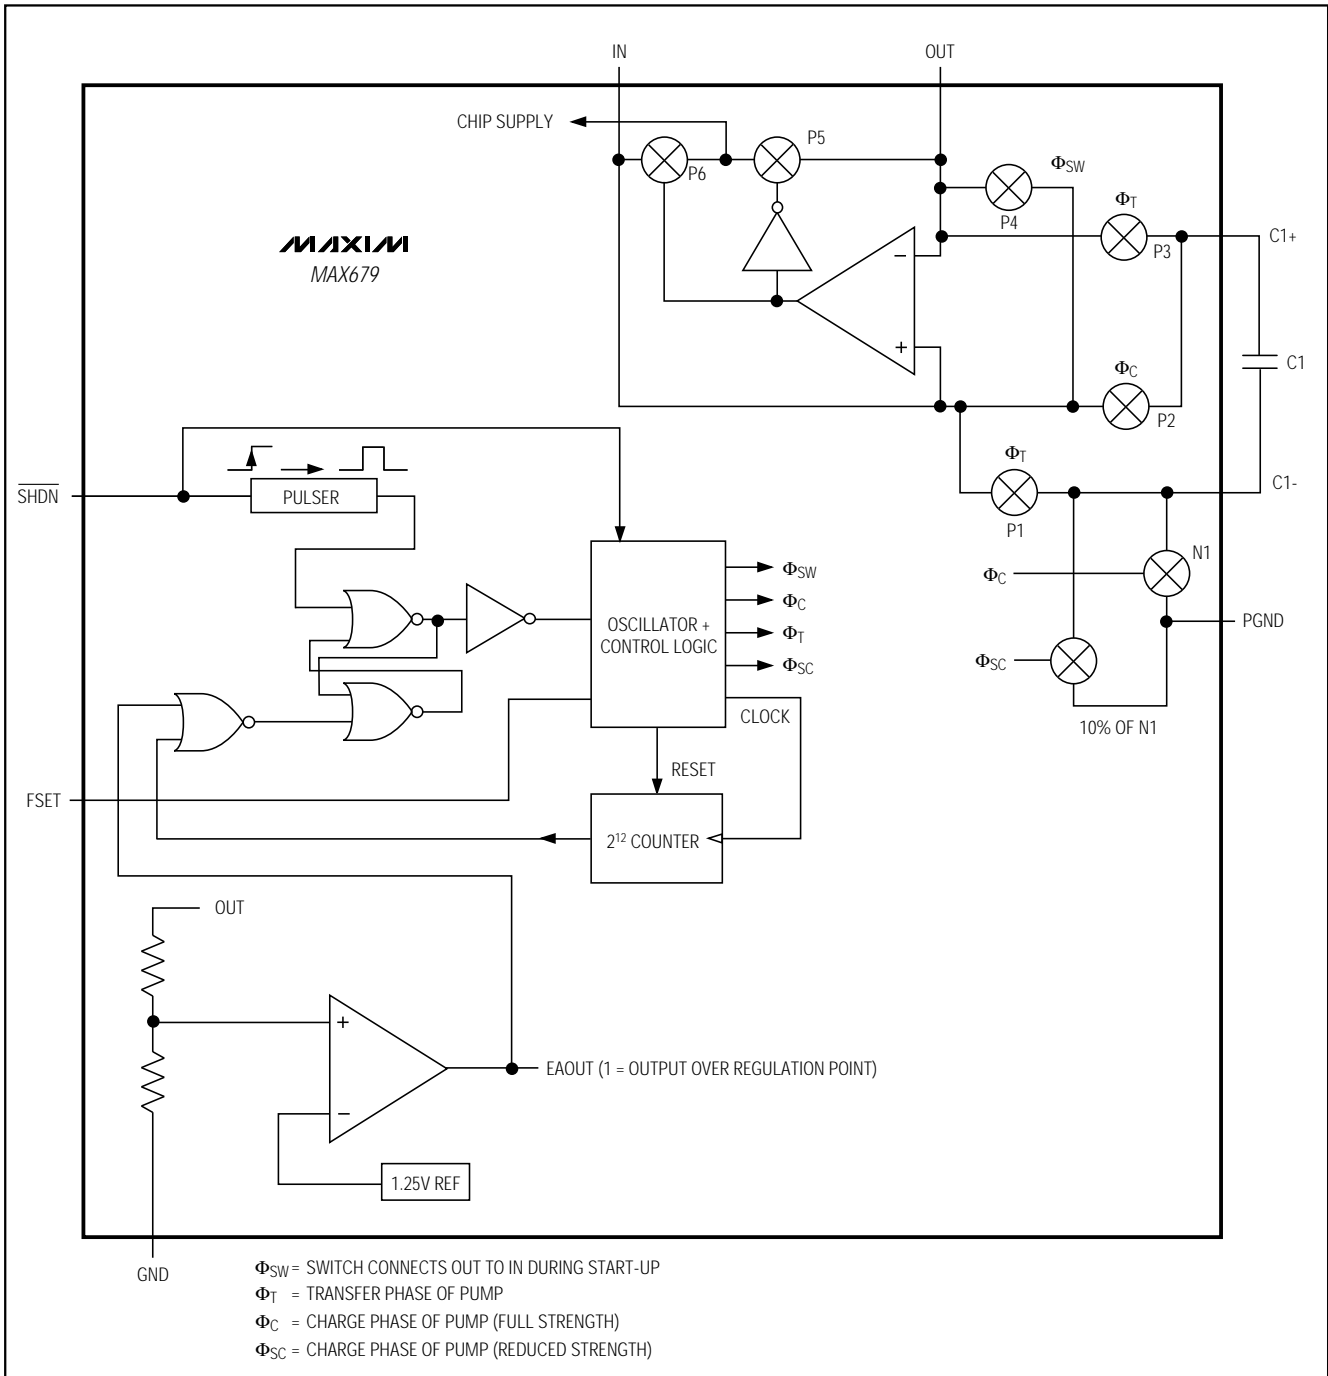 IN
OUT
CHIP SUPPLY
P5
P6
ΦSW
P4
ΦT
P3
C1+
MAXIM
MAX679
−
+
C1
ΦC
P2
ΦT
P1
C1-
SHDN
PULSER
N1
ΦC
PGND
ΦSC
10% OF N1
OSCILLATOR +
CONTROL LOGIC
ΦSW
ΦC
ΦT
ΦSC
CLOCK
RESET
FSET
2¹² COUNTER
OUT
+
−
EAOUT (1 = OUTPUT OVER REGULATION POINT)
1.25V REF
GND
ΦSW = SWITCH CONNECTS OUT TO IN DURING START-UP
ΦT = TRANSFER PHASE OF PUMP
ΦC = CHARGE PHASE OF PUMP (FULL STRENGTH)
ΦSC = CHARGE PHASE OF PUMP (REDUCED STRENGTH)